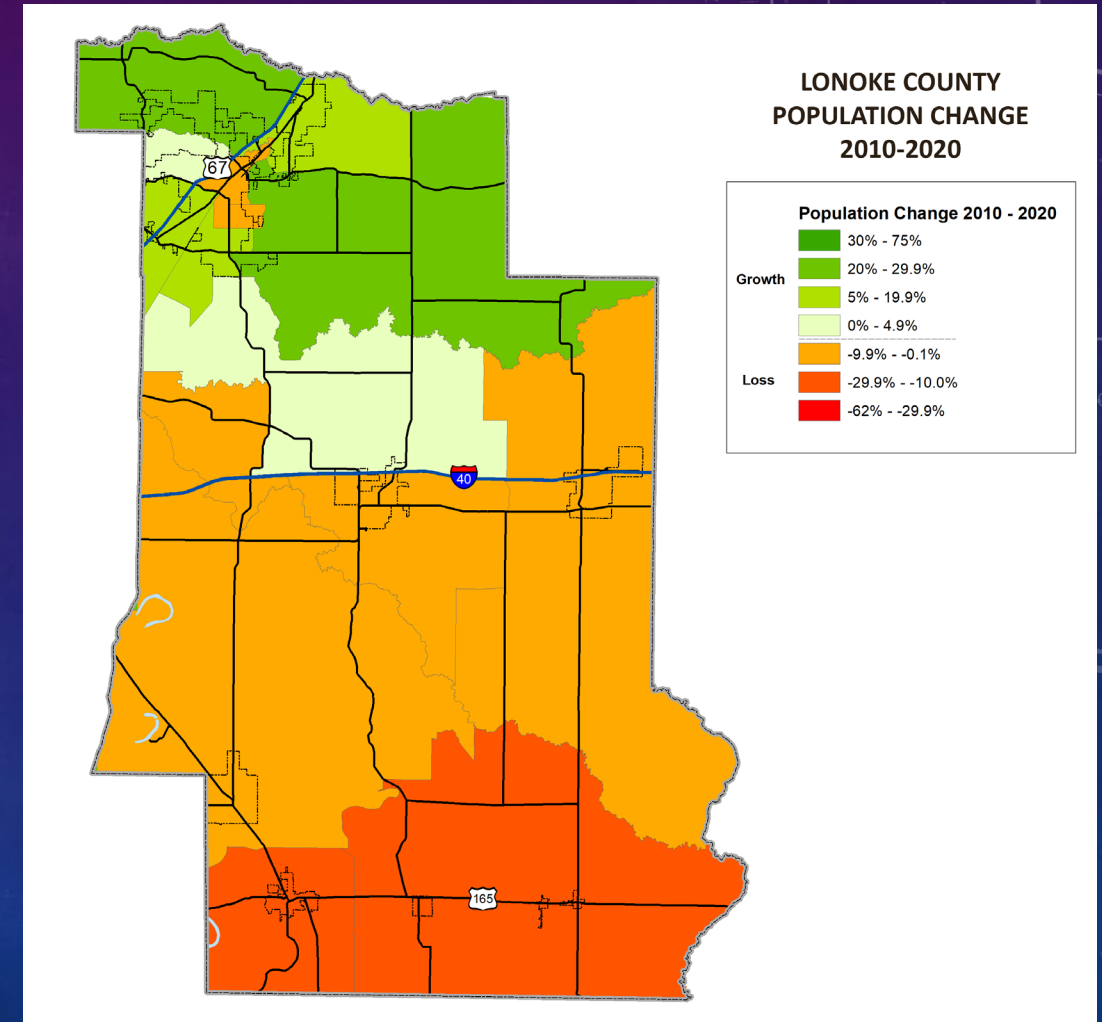 LONOKE COUNTY
POPULATION CHANGE
2010-2020
Population Change 2010 - 2020
Growth
30% - 75%
20% - 29.9%
5% - 19.9%
0% - 4.9%
Loss
-9.9% - -0.1%
-29.9% - -10.0%
-62% - -29.9%
67
40
165